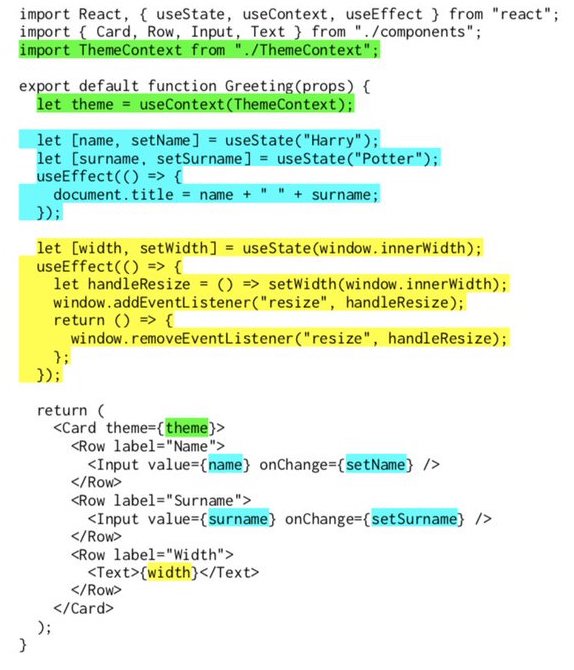 import React, { useState, useContext, useEffect } from "react";
import { Card, Row, Input, Text } from "./components";
import ThemeContext from "./ThemeContext";

export default function Greeting(props) {
  let theme = useContext(ThemeContext);

  let [name, setName] = useState("Harry");
  let [surname, setSurname] = useState("Potter");
  useEffect(() => {
    document.title = name + " " + surname;
  });

  let [width, setWidth] = useState(window.innerWidth);
  useEffect(() => {
    let handleResize = () => setWidth(window.innerWidth);
    window.addEventListener("resize", handleResize);
    return () => {
      window.removeEventListener("resize", handleResize);
    };
  });

  return (
    <Card theme={theme}>
      <Row label="Name">
        <Input value={name} onChange={setName} />
      </Row>
      <Row label="Surname">
        <Input value={surname} onChange={setSurname} />
      </Row>
      <Row label="Width">
        <Text>{width}</Text>
      </Row>
    </Card>
  );
}